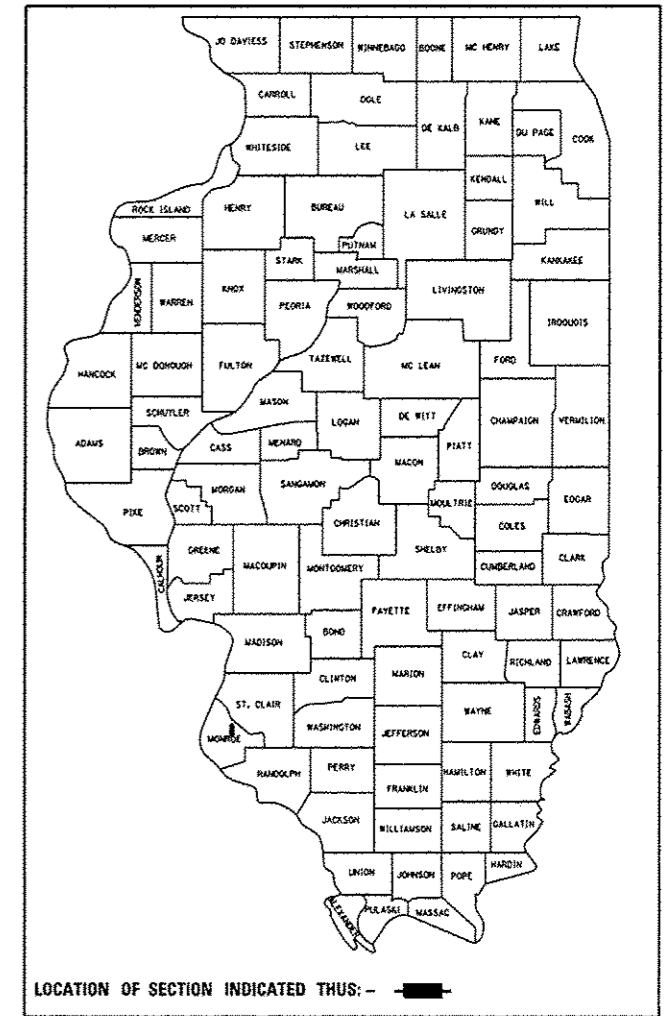 JO DAVIESS STEPHENSON WINNEBAGO BOONE MC HENRY LAKE
CARROLL OGLE DE KALB KANE DU PAGE COOK
WHITESIDE LEE KENDALL WILL
ROCK ISLAND HENRY BUREAU LA SALLE GRUNDY
MERCER PUTNAM KANKAKEE
STARK MARSHALL
HENDERSON WARREN KNOX PEORIA WOODFORD LIVINGSTON IROQUOIS
HANCOCK MC DONOUGH FULTON TAZEWELL MC LEAN FORD
SCHUYLER MASON LOGAN DE WITT CHAMPAIGN VERMILION
ADAMS BROWN CASS MENARD MACON PIATT
PIKE SCOTT MORGAN SANGAMON MOULTRIE DOUGLAS EDGAR
CHRISTIAN COLES
CALHOUN GREENE MACOUPIN MONTGOMERY SHELBY CUMBERLAND CLARK
JERSEY FAYETTE EFFINGHAM JASPER CRAWFORD
MADISON BOND
CLINTON MARION CLAY RICHLAND LAWRENCE
ST. CLAIR WAYNE EDWARDS WABASH
MONROE WASHINGTON JEFFERSON
RANDOLPH PERRY HAMILTON WHITE
FRANKLIN
JACKSON WILLIAMSON SALINE GALLATIN
UNION JOHNSON POPE HARDIN
ALEXANDER PULASKI MASSAC
LOCATION OF SECTION INDICATED THUS: -